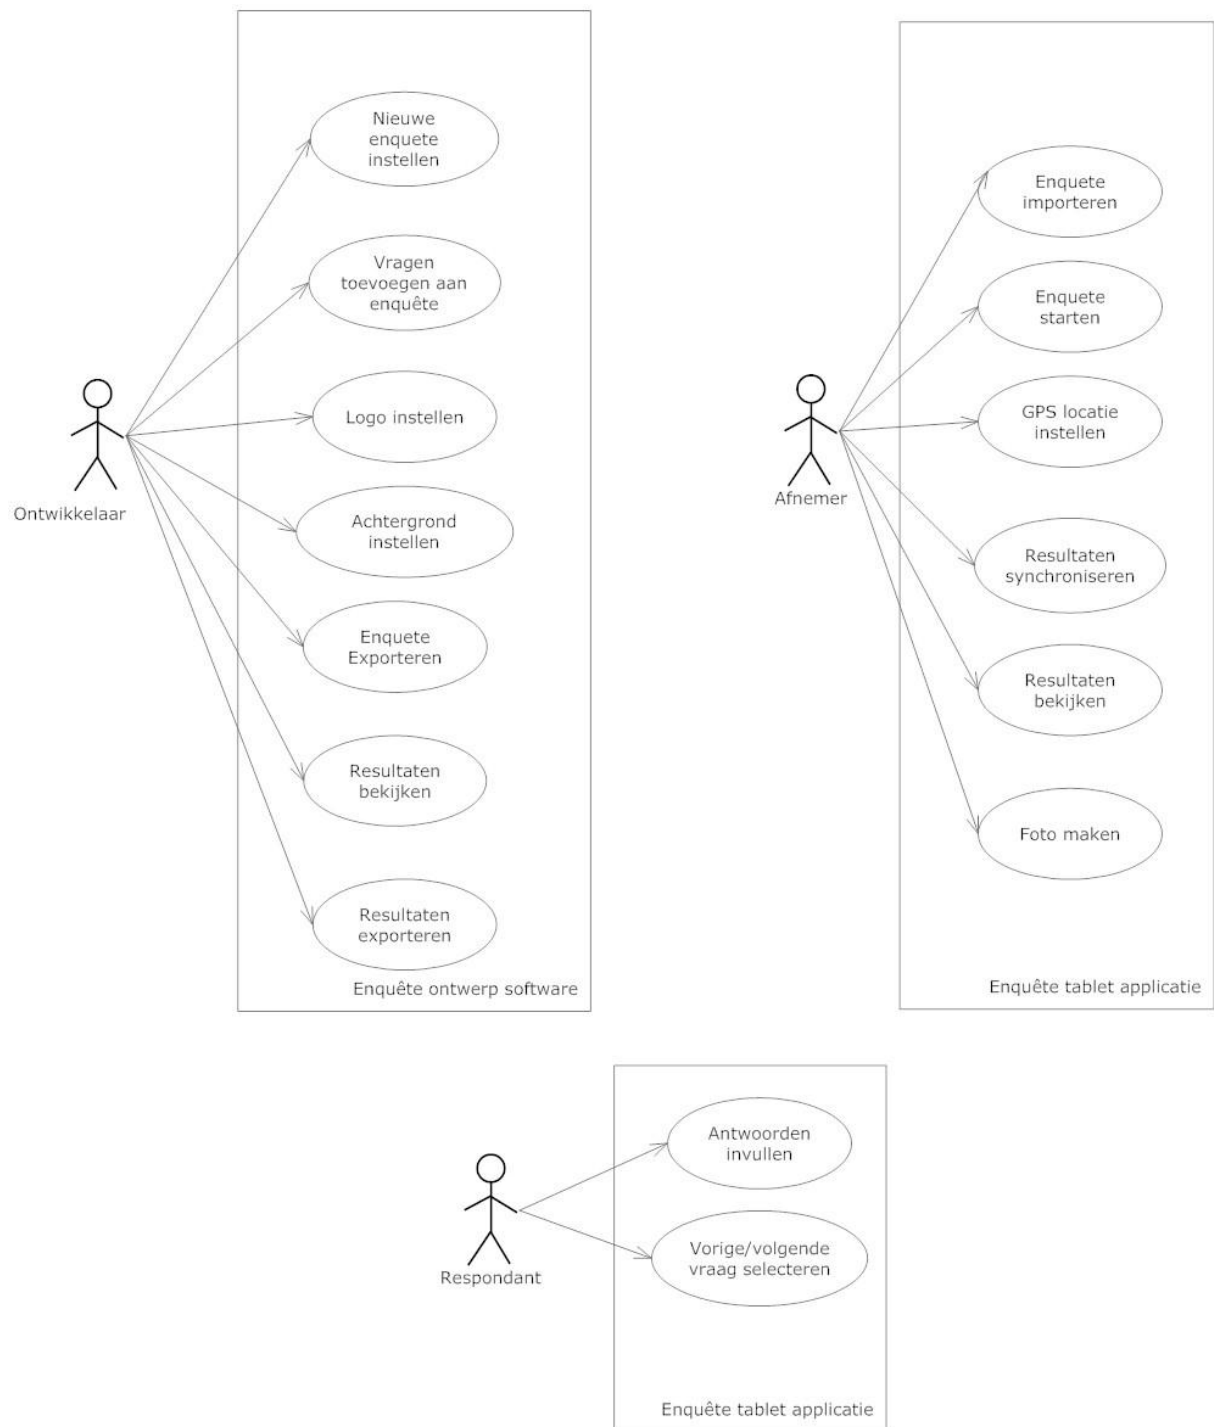 Nieuwe
enquete
instellen
Vragen
toevoegen aan
enquête
Logo instellen
Achtergrond
instellen
Enquete
Exporteren
Resultaten
bekijken
Resultaten
exporteren
Ontwikkelaar
Enquête ontwerp software
Enquete
importeren
Enquete
starten
GPS locatie
instellen
Resultaten
synchroniseren
Resultaten
bekijken
Foto maken
Afnemer
Enquête tablet applicatie
Antwoorden
invullen
Vorige/volgende
vraag selecteren
Respondant
Enquête tablet applicatie